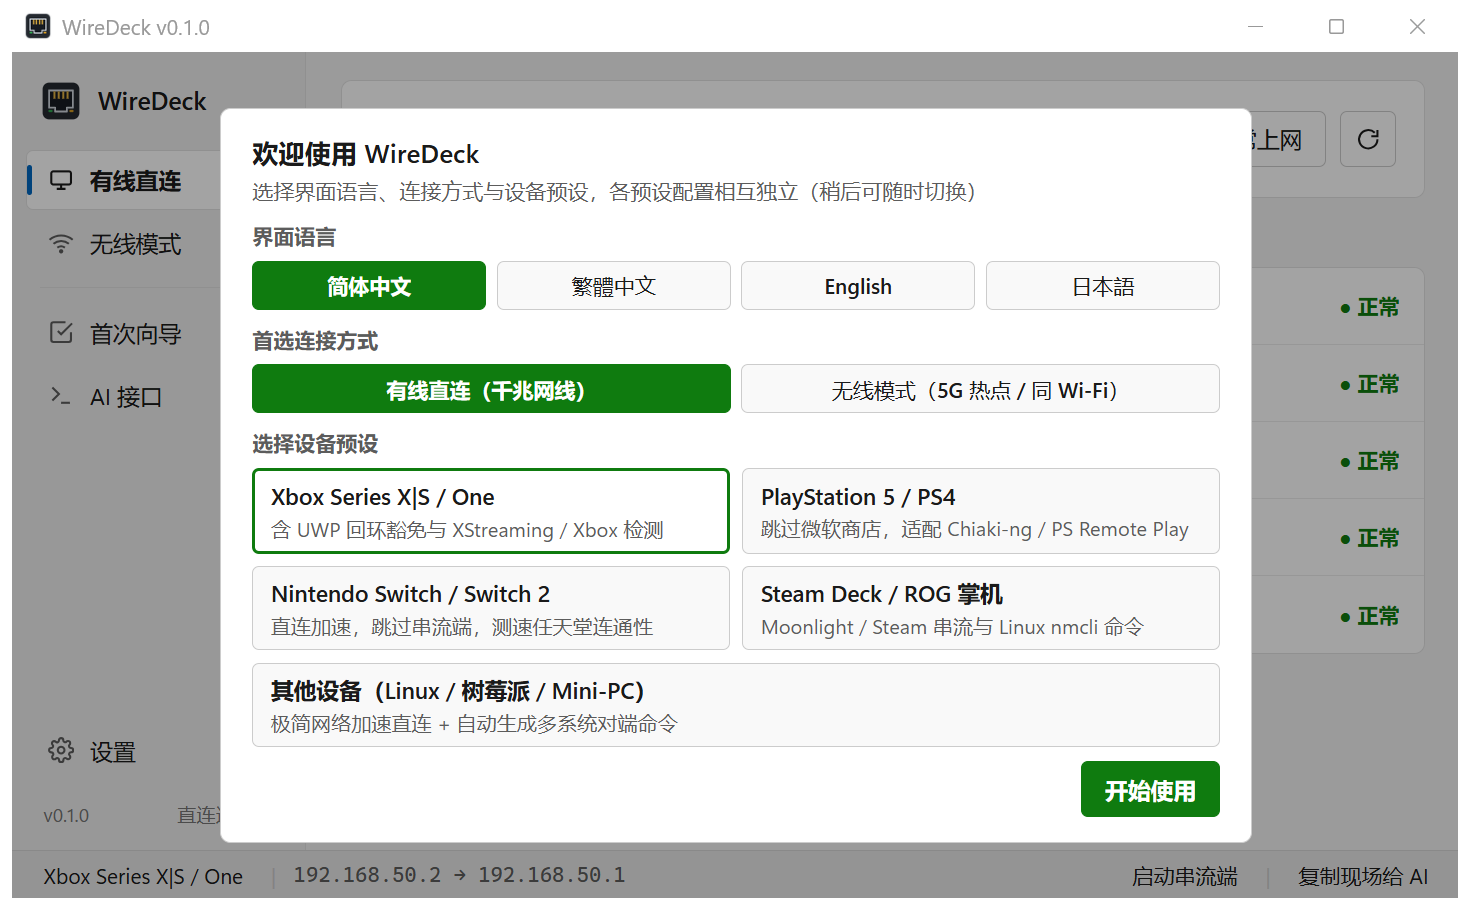 WireDeck v0.1.0
WireDeck
有线直连
无线模式
首次向导
AI 接口
设置
v0.1.0
直连
上网
欢迎使用 WireDeck
选择界面语言、连接方式与设备预设，各预设配置相互独立（稍后可随时切换）
界面语言
简体中文
繁體中文
English
日本語
首选连接方式
有线直连（千兆网线）
无线模式（5G 热点 / 同 Wi-Fi）
选择设备预设
Xbox Series X|S / One
含 UWP 回环豁免与 XStreaming / Xbox 检测
PlayStation 5 / PS4
跳过微软商店，适配 Chiaki-ng / PS Remote Play
Nintendo Switch / Switch 2
直连加速，跳过串流端，测速任天堂连通性
Steam Deck / ROG 掌机
Moonlight / Steam 串流与 Linux nmcli 命令
其他设备（Linux / 树莓派 / Mini-PC）
极简网络加速直连 + 自动生成多系统对端命令
开始使用
● 正常
● 正常
● 正常
● 正常
● 正常
Xbox Series X|S / One
192.168.50.2 → 192.168.50.1
启动串流端
复制现场给 AI